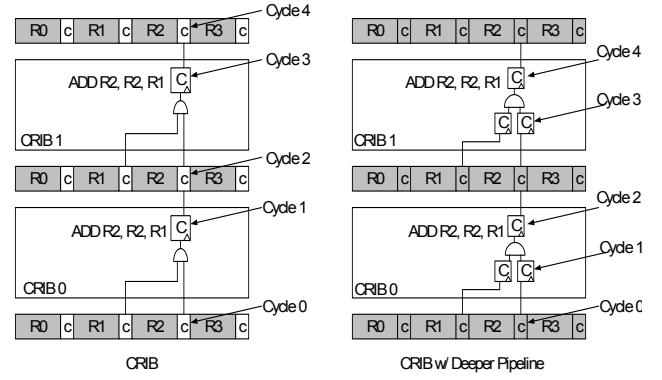 Cycle 4
R0 c R1 c R2 c R3 c
Cycle 3
ADD R2, R2, R1 C
CRIB 1
Cycle 2
R0 c R1 c R2 c R3 c
Cycle 1
ADD R2, R2, R1 C
CRIB 0
Cycle 0
R0 c R1 c R2 c R3 c
CRIB
R0 c R1 c R2 c R3 c
Cycle 4
ADD R2, R2, R1 C
Cycle 3
C C
CRIB 1
R0 c R1 c R2 c R3 c
Cycle 2
ADD R2, R2, R1 C
Cycle 1
C C
CRIB 0
Cycle 0
R0 c R1 c R2 c R3 c
CRIB w/ Deeper Pipeline